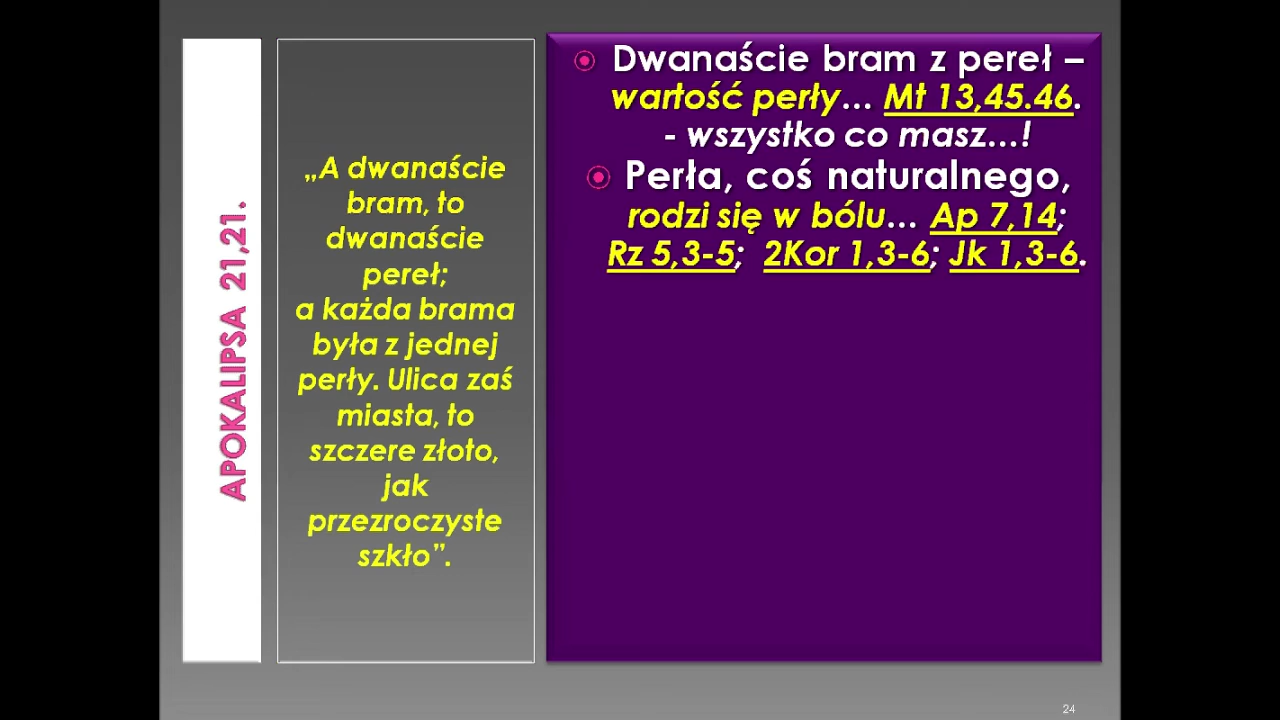 APOKALIPSA 21,21.
„A dwanaście
bram, to
dwanaście
pereł;
a każda brama
była z jednej
perły. Ulica zaś
miasta, to
szczere złoto,
jak
przezroczyste
szkło”.
Dwanaście bram z pereł –
wartość perły... Mt 13,45.46.
- wszystko co masz...!
Perła, coś naturalnego,
rodzi się w bólu... Ap 7,14;
Rz 5,3-5; 2Kor 1,3-6; Jk 1,3-6.
24